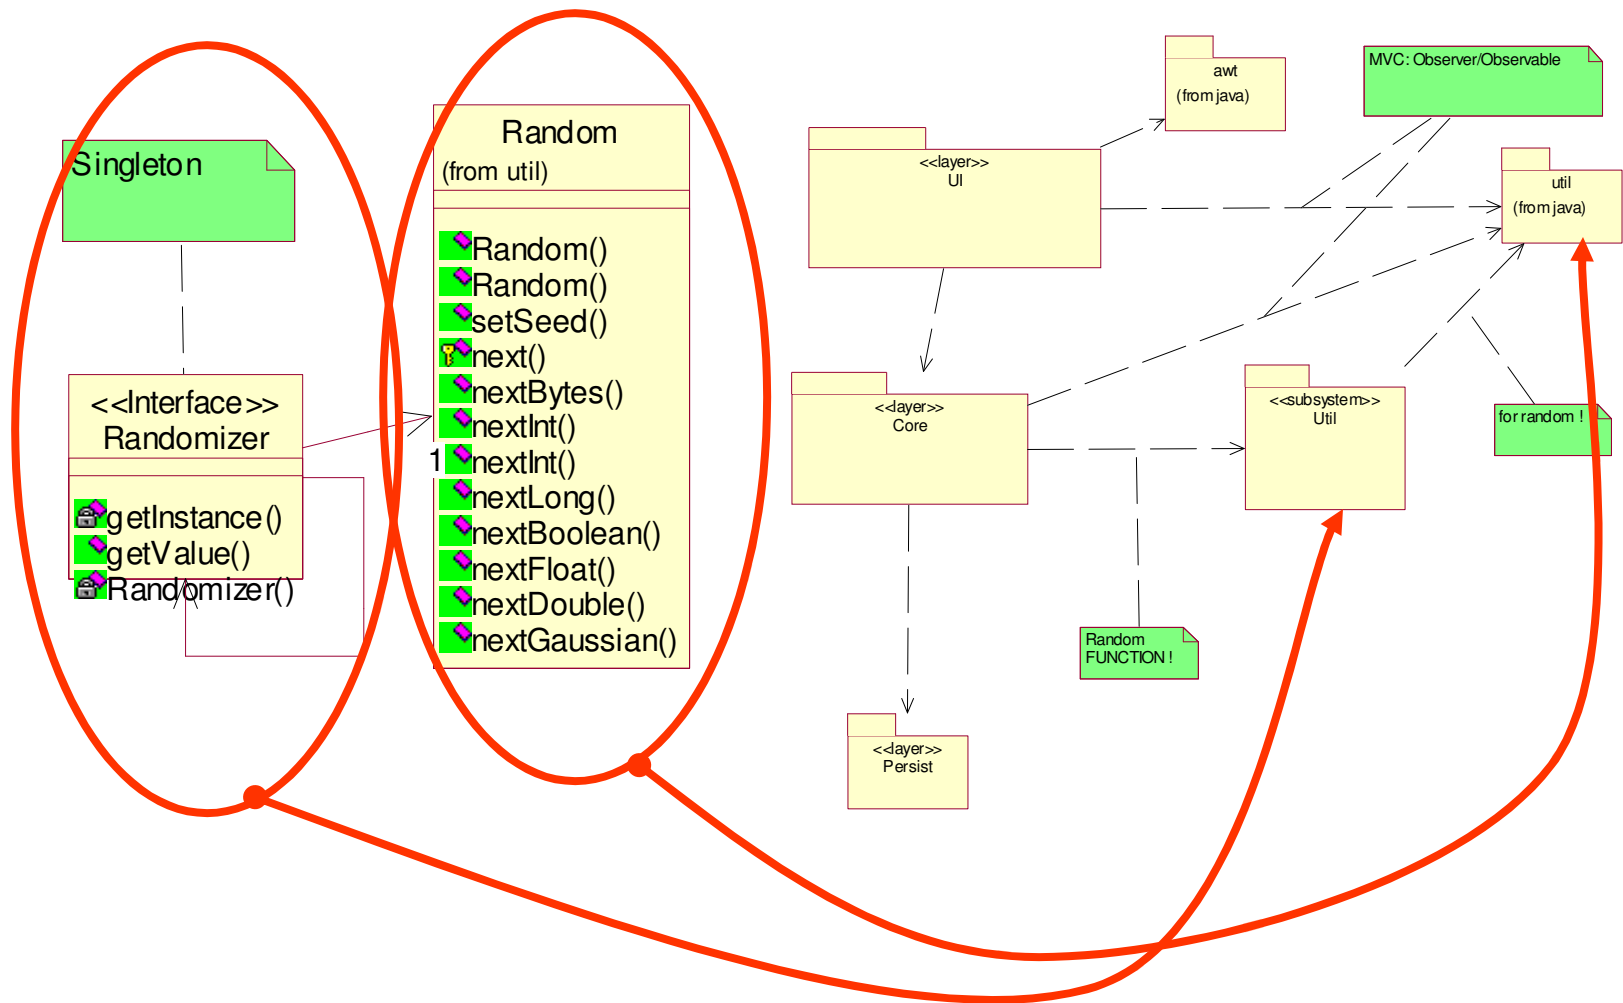 Singleton
<<Interface>>
Randomizer
getInstance()
getValue()
Randomizer()
Random
(from util)
Random()
Random()
setSeed()
next()
nextBytes()
nextInt()
1
nextInt()
nextLong()
nextBoolean()
nextFloat()
nextDouble()
nextGaussian()
awt
(from java)
MVC: Observer/Observable
<<layer>>
UI
util
(from java)
<<layer>>
Core
<<subsystem>>
Util
for random !
Random
FUNCTION !
<<layer>>
Persist